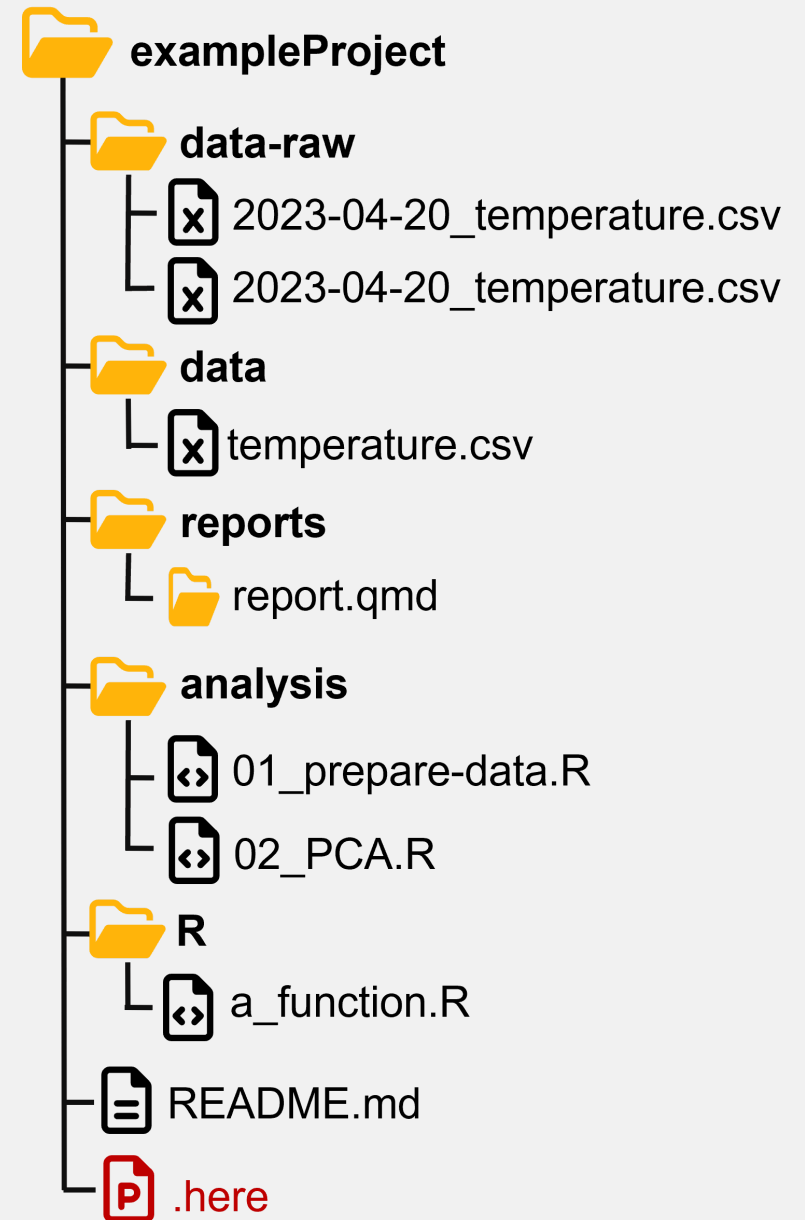 exampleProject
data-raw
2023-04-20_temperature.csv
2023-04-20_temperature.csv
data
temperature.csv
reports
report.qmd
analysis
01_prepare-data.R
02_PCA.R
R
a_function.R
README.md
P .here